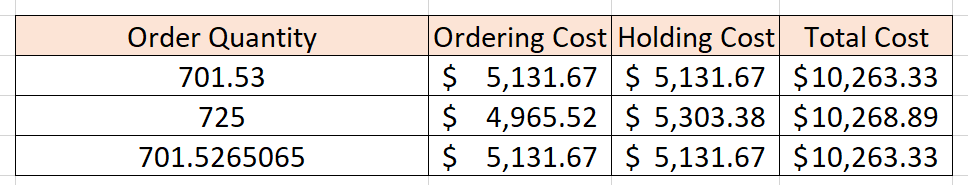 Order Quantity Ordering Cost Holding Cost Total Cost
701.53 $ 5,131.67 $ 5,131.67 $10,263.33
725 $ 4,965.52 $ 5,303.38 $10,268.89
701.5265065 $ 5,131.67 $ 5,131.67 $10,263.33